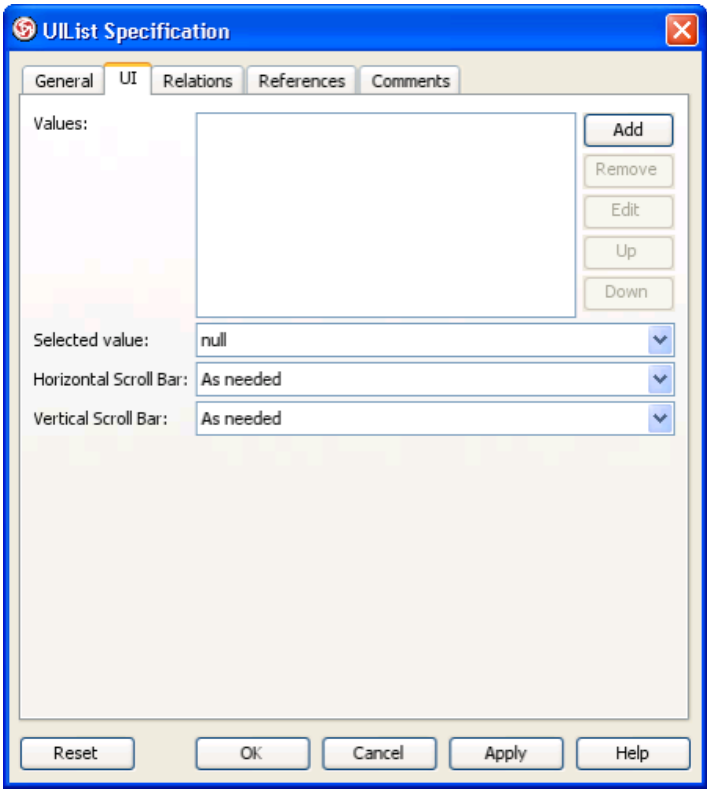 UIList Specification
General UI Relations References Comments
Values:
Add
Remove
Edit
Up
Down
Selected value: null
Horizontal Scroll Bar: As needed
Vertical Scroll Bar: As needed
Reset OK Cancel Apply Help